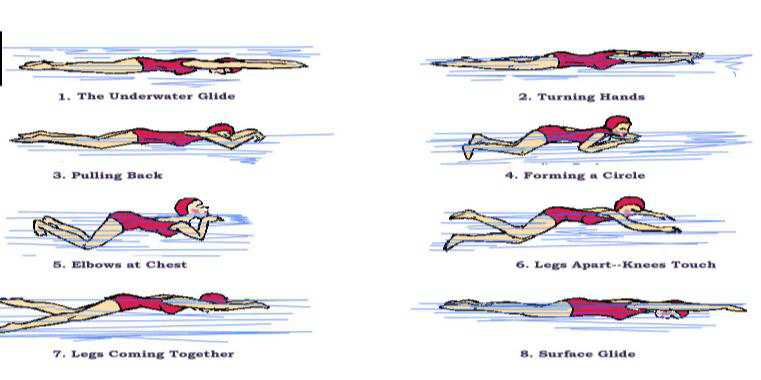 1. The Underwater Glide
2. Turning Hands
3. Pulling Back
4. Forming a Circle
5. Elbows at Chest
6. Legs Apart--Knees Touch
7. Legs Coming Together
8. Surface Glide